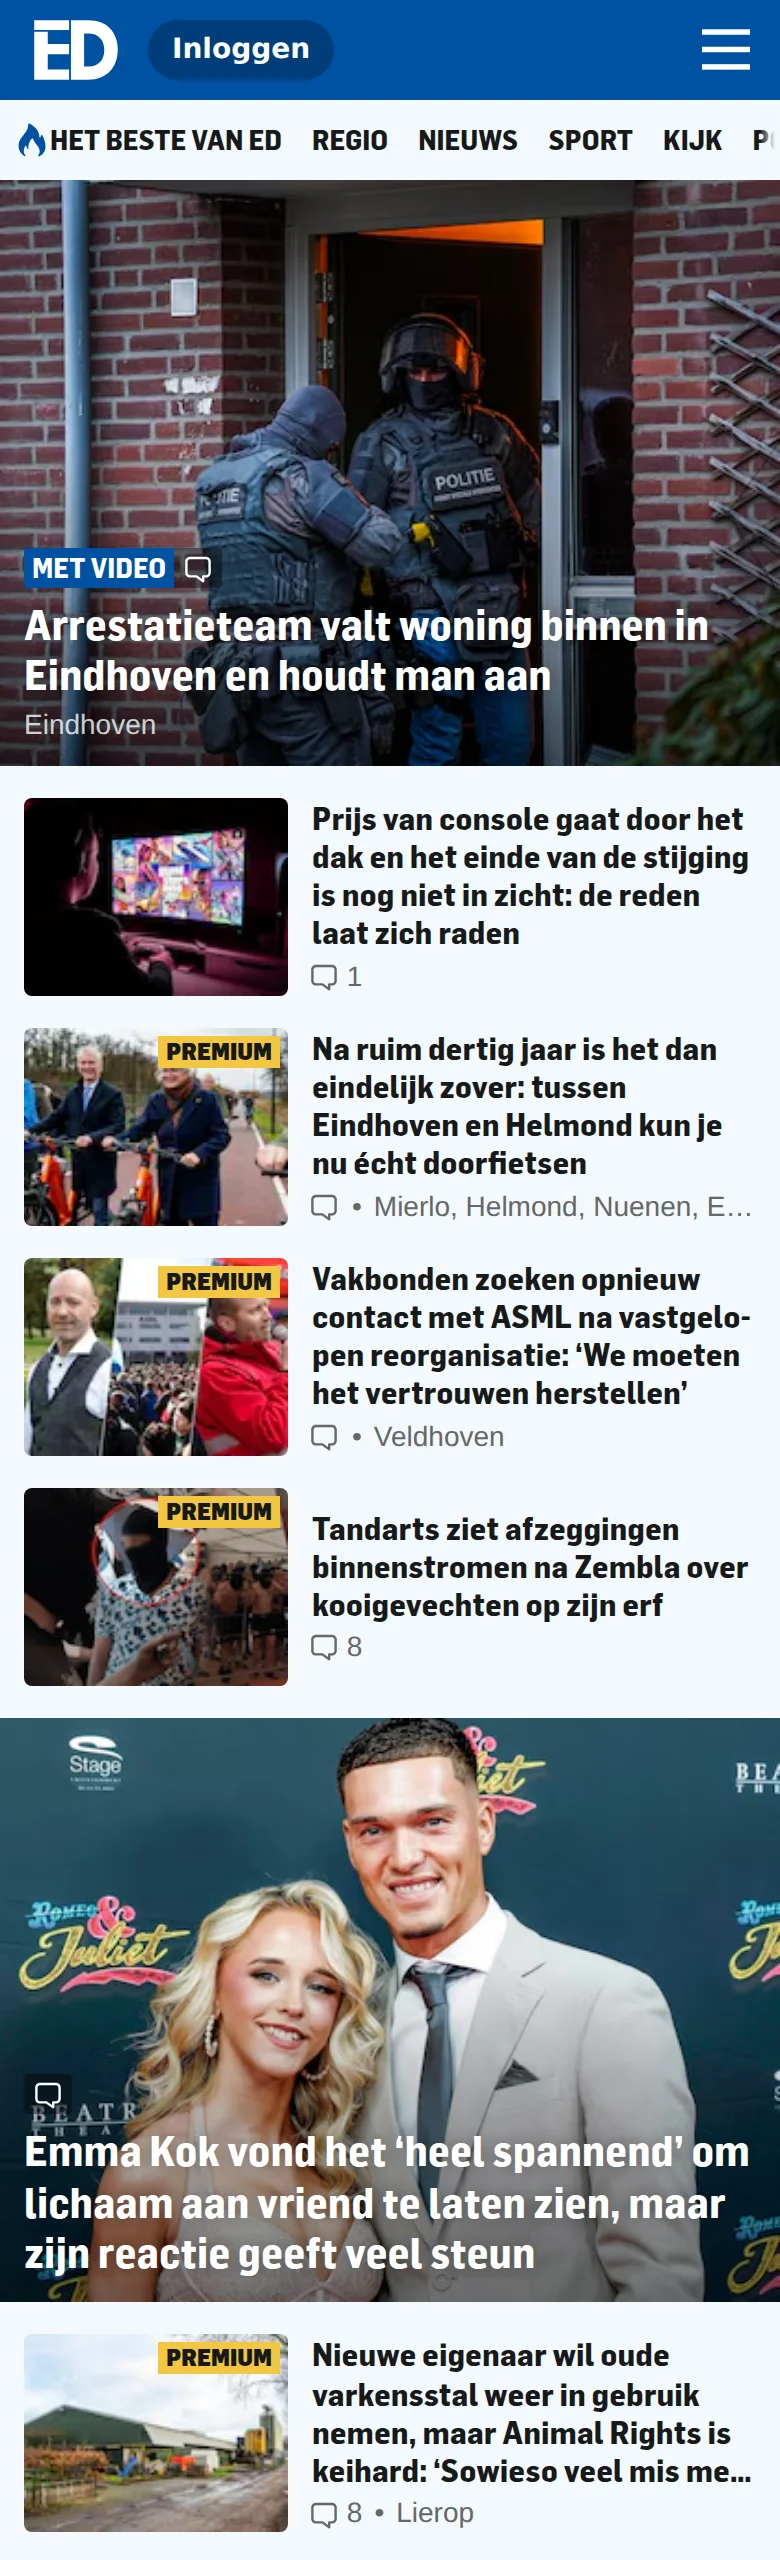 ED
Inloggen
HET BESTE VAN ED REGIO NIEUWS SPORT KIJK
POLITIE
MET VIDEO
Arrestatieteam valt woning binnen in
Eindhoven en houdt man aan
Eindhoven
Prijs van console gaat door het
dak en het einde van de stijging
is nog niet in zicht: de reden
laat zich raden
1
PREMIUM
Na ruim dertig jaar is het dan
eindelijk zover: tussen
Eindhoven en Helmond kun je
nu écht doorfietsen
• Mierlo, Helmond, Nuenen, E...
PREMIUM
Vakbonden zoeken opnieuw
contact met ASML na vastgelo-
pen reorganisatie: ‘We moeten
het vertrouwen herstellen’
• Veldhoven
PREMIUM
Tandarts ziet afzeggingen
binnenstromen na Zembla over
kooigevechten op zijn erf
8
Stage
Romeo &
Juliet
Emma Kok vond het ‘heel spannend’ om
lichaam aan vriend te laten zien, maar
zijn reactie geeft veel steun
PREMIUM
Nieuwe eigenaar wil oude
varkensstal weer in gebruik
nemen, maar Animal Rights is
keihard: ‘Sowieso veel mis me...
8 • Lierop